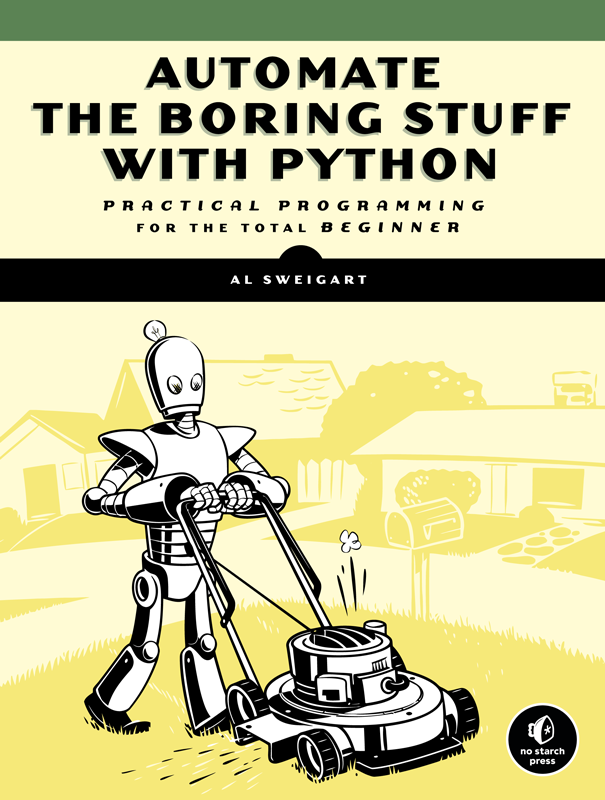 AUTOMATE
THE BORING STUFF
WITH PYTHON
PRACTICAL PROGRAMMING
FOR THE TOTAL BEGINNER
AL SWEIGART
no starch
press